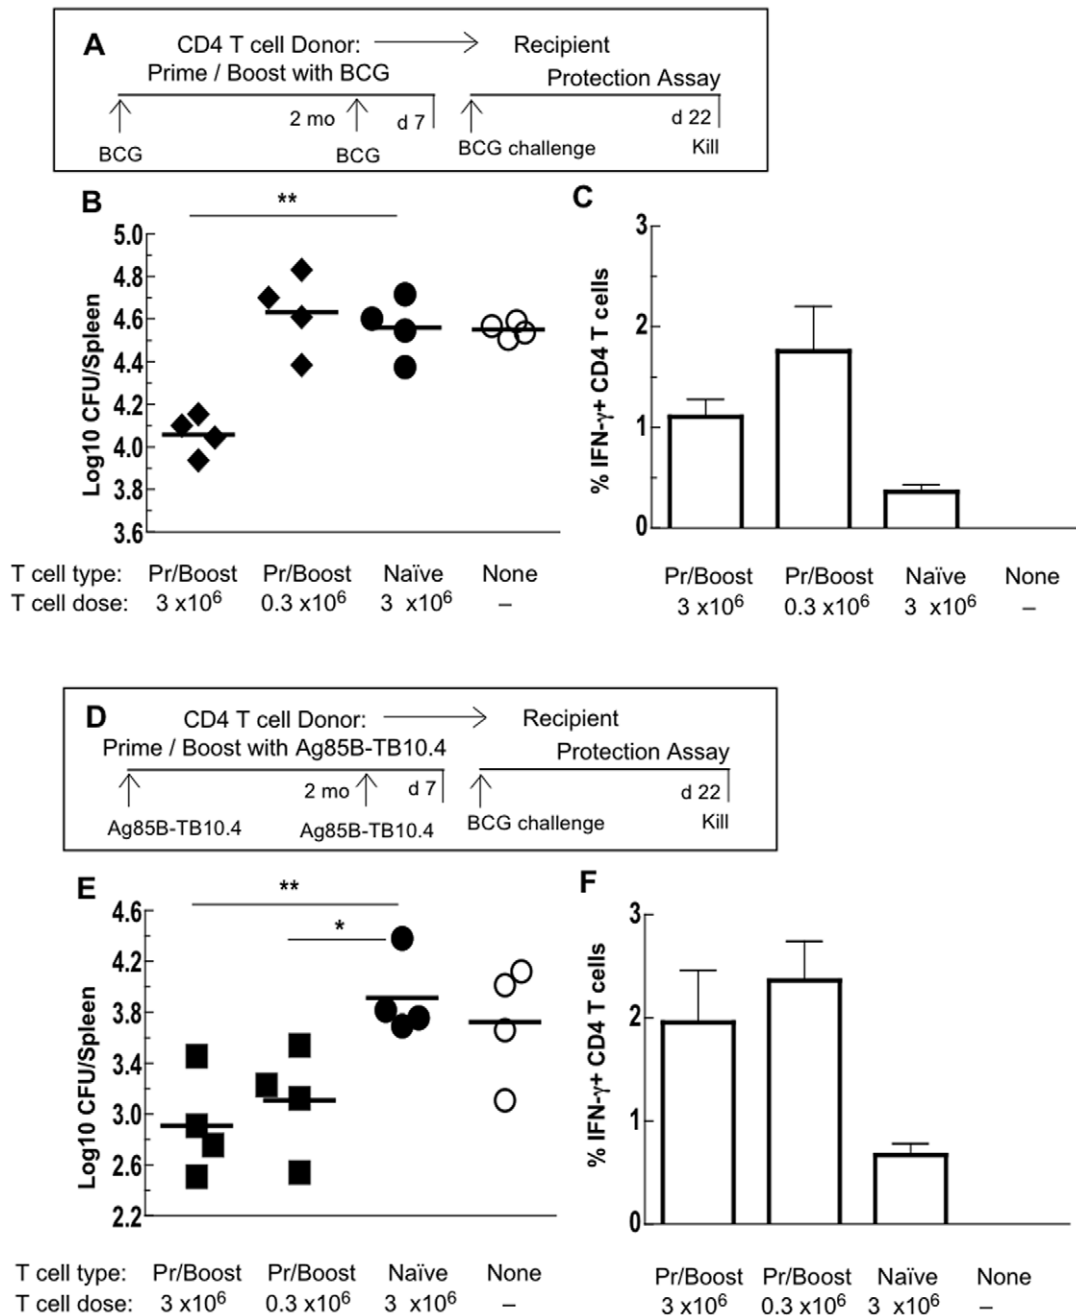 A
CD4 T cell Donor: Recipient
Prime / Boost with BCG Protection Assay
2 mo d 7 d 22
BCG BCG BCG challenge Kill
B
**
5.0
4.8
4.6
4.4
4.2
4.0
3.8
3.6
Log10 CFU/Spleen
T cell type: Pr/Boost Pr/Boost Naïve None
T cell dose: 3 x10⁶ 0.3 x10⁶ 3 x10⁶ –
C
3
2
1
0
% IFN-γ+ CD4 T cells
Pr/Boost Pr/Boost Naïve None
3 x10⁶ 0.3 x10⁶ 3 x10⁶ –
D
CD4 T cell Donor: Recipient
Prime / Boost with Ag85B-TB10.4 Protection Assay
2 mo d 7 d 22
Ag85B-TB10.4 Ag85B-TB10.4 BCG challenge Kill
E
**
*
4.6
4.2
3.8
3.4
3.0
2.6
2.2
Log10 CFU/Spleen
T cell type: Pr/Boost Pr/Boost Naïve None
T cell dose: 3 x10⁶ 0.3 x10⁶ 3 x10⁶ –
F
3
2
1
0
% IFN-γ+ CD4 T cells
Pr/Boost Pr/Boost Naïve None
3 x10⁶ 0.3 x10⁶ 3 x10⁶ –